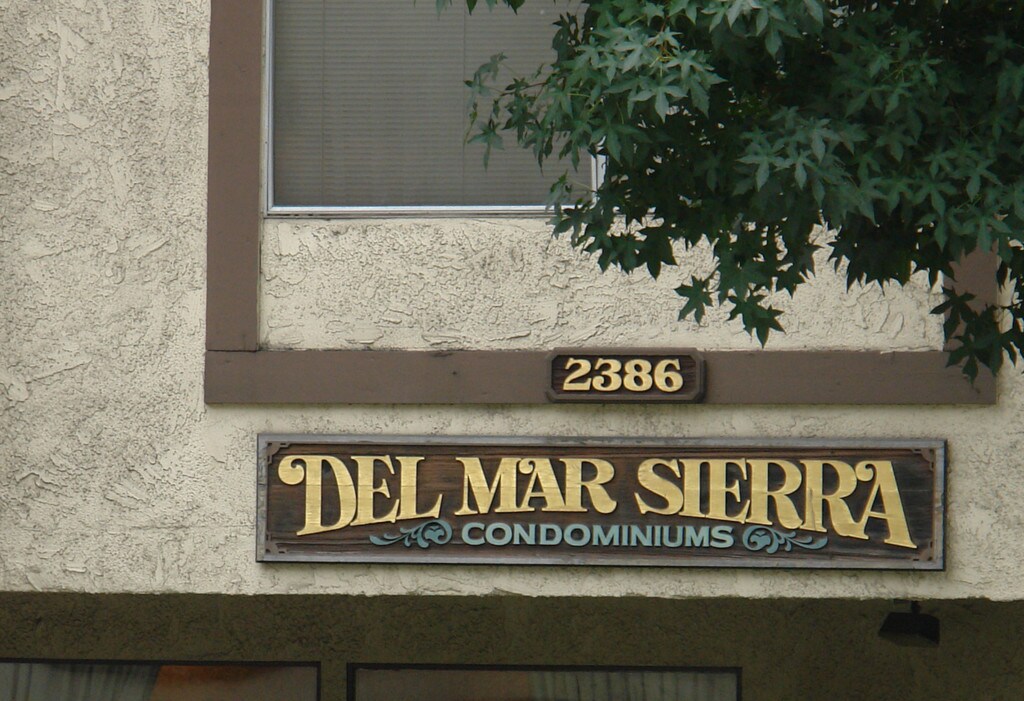 2386
DEL MAR SIERRA
CONDOMINIUMS